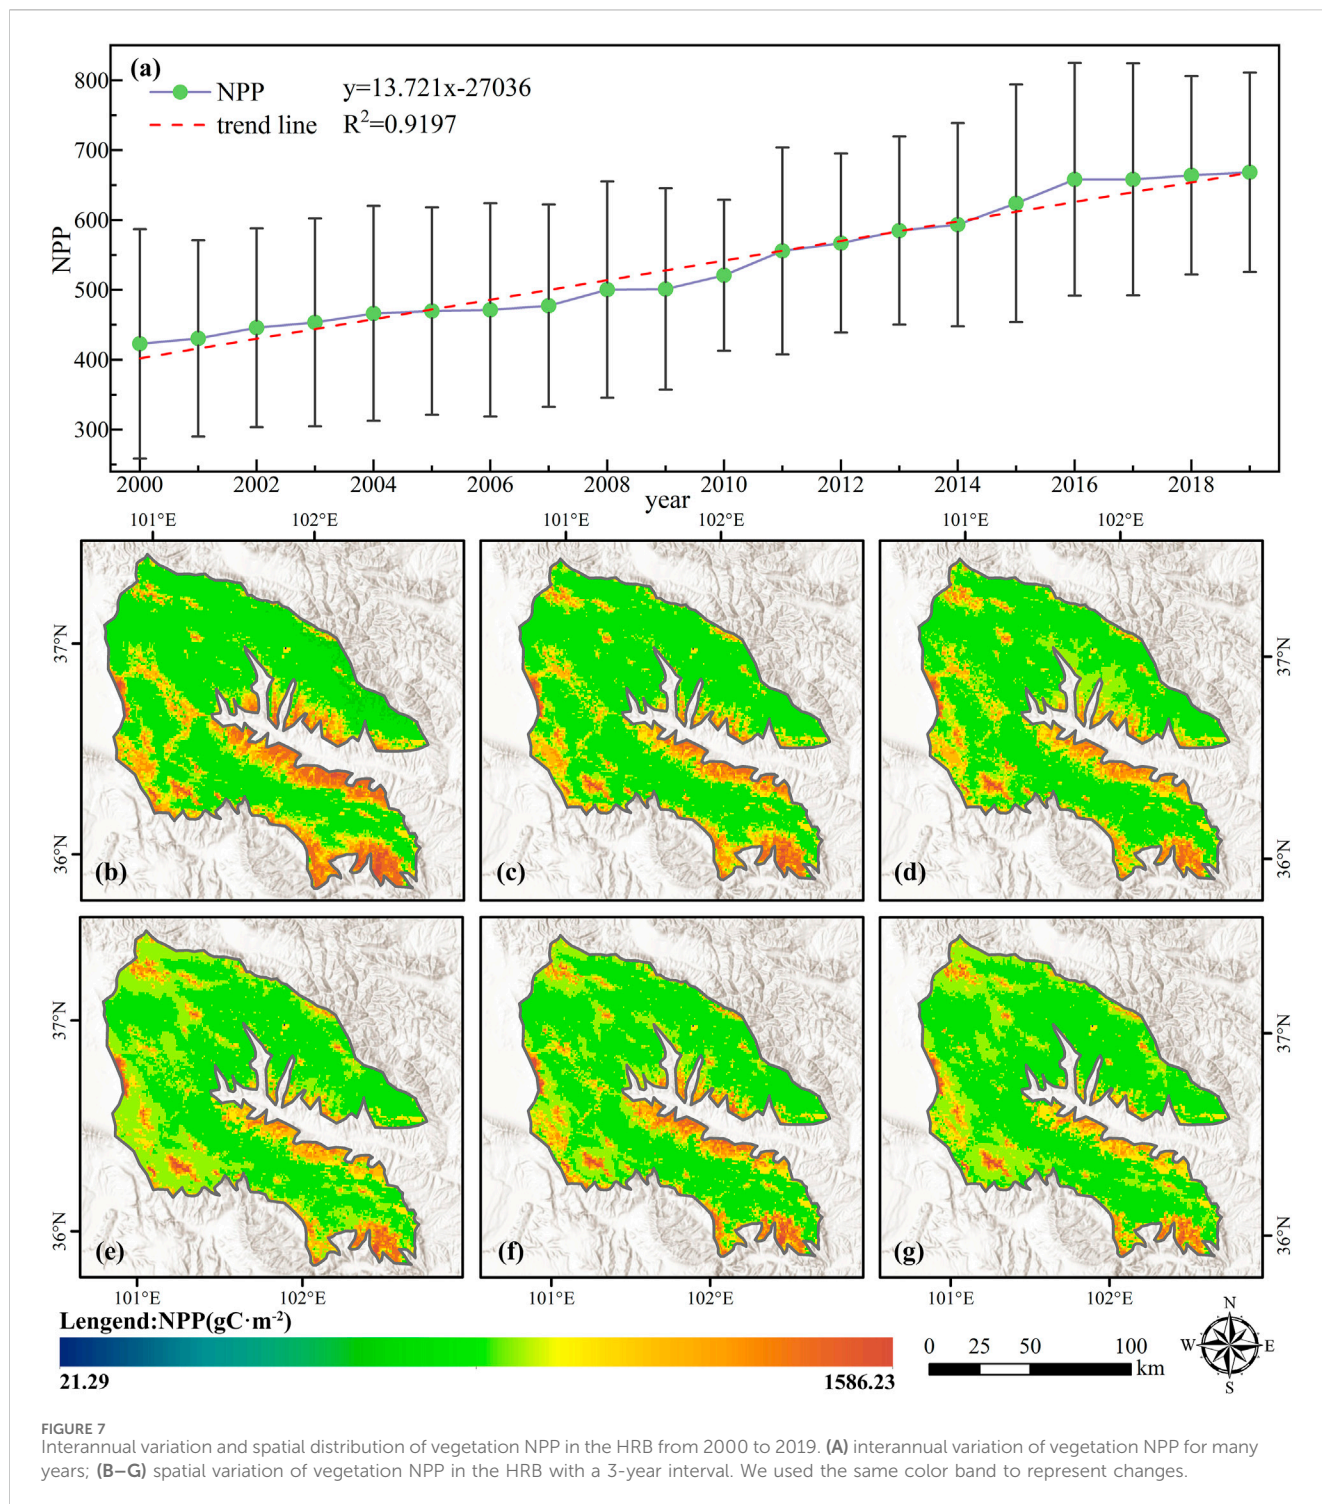 (a)
NPP
y=13.721x-27036
trend line
R²=0.9197
800
700
600
500
400
300
NPP
2000 2002 2004 2006 2008 2010 2012 2014 2016 2018
year
101°E 102°E 101°E 102°E 101°E 102°E
37°N
36°N
37°N
36°N
(b) (c) (d)
37°N
36°N
37°N
36°N
(e) (f) (g)
101°E 102°E 101°E 102°E 101°E 102°E
Lengend:NPP(gC·m⁻²)
21.29 1586.23
0 25 50 100
km
N
W E
S
FIGURE 7
Interannual variation and spatial distribution of vegetation NPP in the HRB from 2000 to 2019. (A) interannual variation of vegetation NPP for many
years; (B–G) spatial variation of vegetation NPP in the HRB with a 3-year interval. We used the same color band to represent changes.